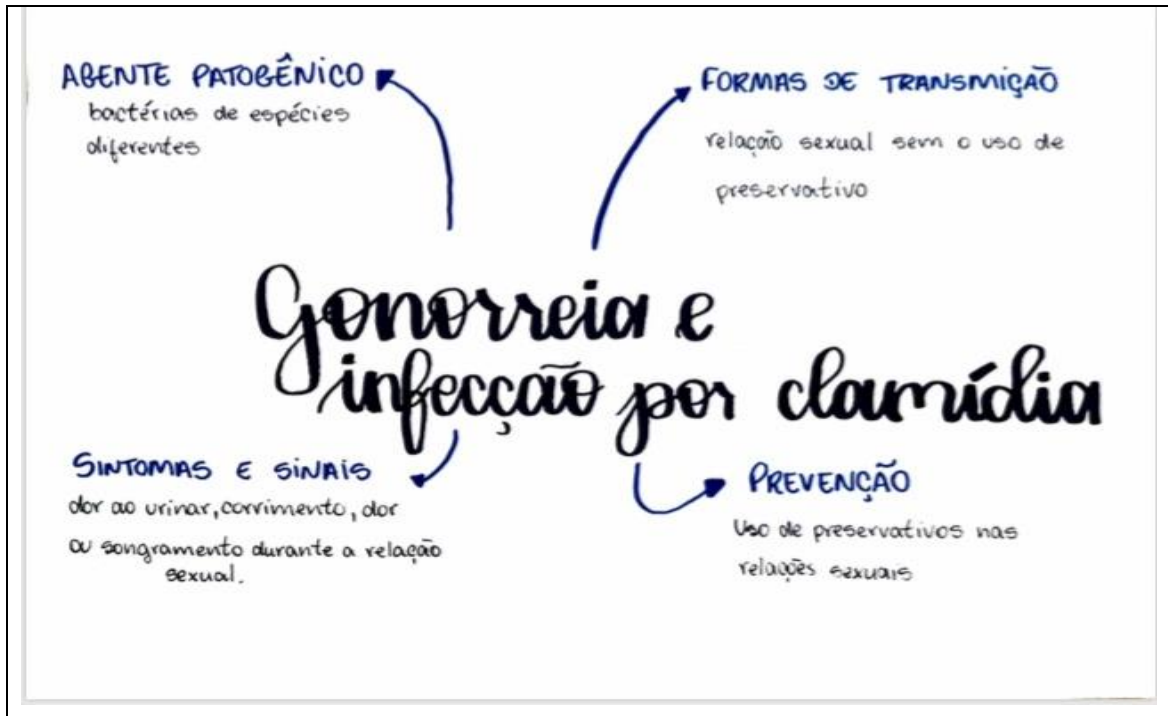 AGENTE PATOGÊNICO
bactérias de espécies
diferentes
FORMAS DE TRANSMIÇÃO
relação sexual sem o uso de
preservativo
Gonorreia e
infecção por clamídia
SINTOMAS E SINAIS
dor ao urinar, corrimento, dor
ou sangramento durante a relação
sexual.
PREVENÇÃO
Uso de preservativos nas
relações sexuais